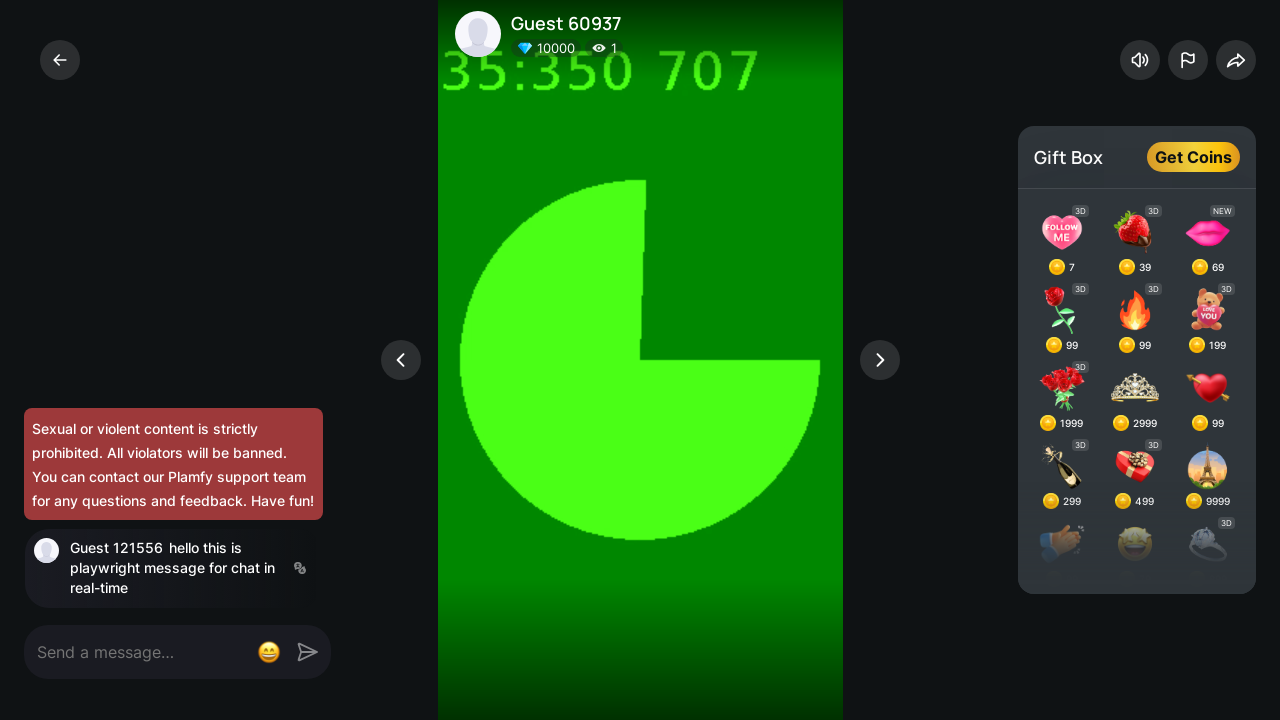 Guest 60937
10000 1
35:350 707
Gift Box
Get Coins
3D 3D NEW
FOLLOW
ME
7 39 69
3D 3D 3D
LOVE
YOU
99 99 199
3D
1999 2999 99
3D 3D
299 499 9999
3D
Sexual or violent content is strictly
prohibited. All violators will be banned.
You can contact our Plamfy support team
for any questions and feedback. Have fun!
Guest 121556 hello this is
playwright message for chat in
real-time
Send a message...